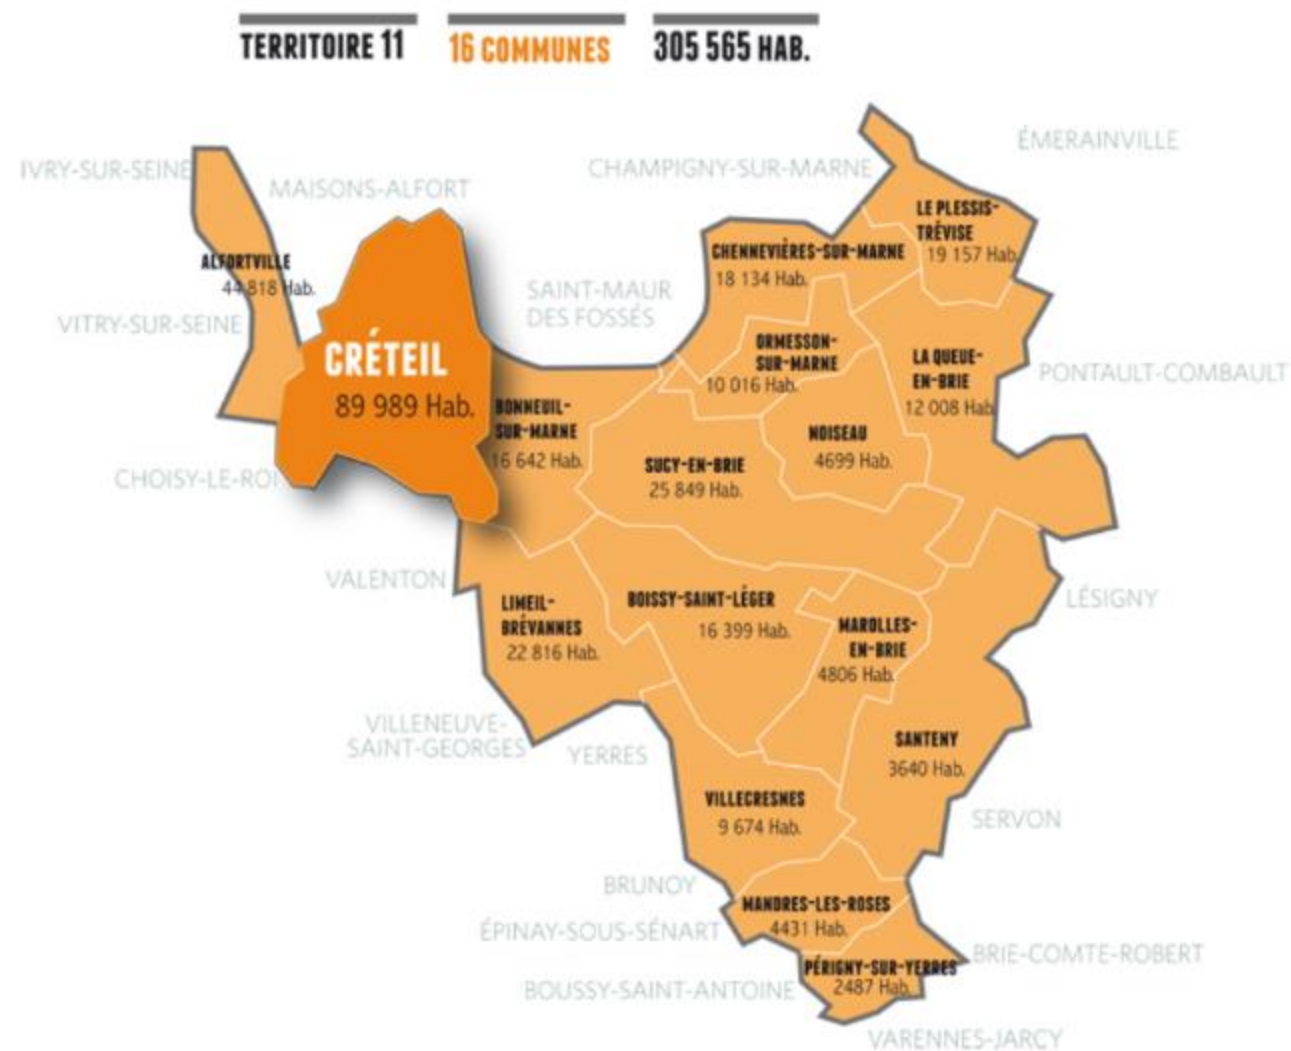 TERRITOIRE 11
16 COMMUNES
305 565 HAB.
ÉMERAINVILLE
IVRY-SUR-SEINE
MAISONS-ALFORT
CHAMPIGNY-SUR-MARNE
LE PLESSIS-
TRÉVISE
19 157 Hab.
CHENNEVIÈRES-SUR-MARNE
18 134 Hab.
ALFORTVILLE
44 818 Hab.
SAINT-MAUR
DES FOSSÉS
VITRY-SUR-SEINE
ORMESSON-
SUR-MARNE
10 016 Hab.
LA QUEUE-
EN-BRIE
12 008 Hab
PONTAULT-COMBAULT
CRÉTEIL
89 989 Hab.
BONNEUIL-
SUR-MARNE
16 642 Hab.
NOISEAU
4699 Hab.
SUCY-EN-BRIE
25 849 Hab.
CHOISY-LE-ROI
VALENTON
LIMEIL-
BRÉVANNES
22 816 Hab.
BOISSY-SAINT-LÉGER
16 399 Hab.
MAROLLES-
EN-BRIE
4806 Hab.
LÉSIGNY
VILLENEUVE-
SAINT-GEORGES
YERRES
SANTENY
3640 Hab.
VILLECRESNES
9 674 Hab.
SERVON
BRUNOY
MANDRES-LES-ROSES
4431 Hab.
ÉPINAY-SOUS-SÉNART
BRIE-COMTE-ROBERT
PÉRIGNY-SUR-YERRES
2487 Hab.
BOUSSY-SAINT-ANTOINE
VARENNES-JARCY